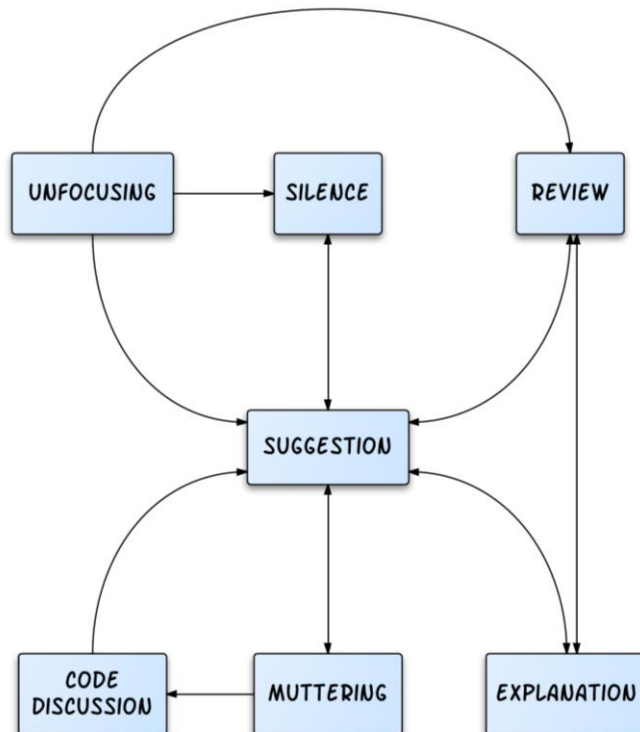 UNFOCUSING
SILENCE
REVIEW
SUGGESTION
CODE
DISCUSSION
MUTTERING
EXPLANATION